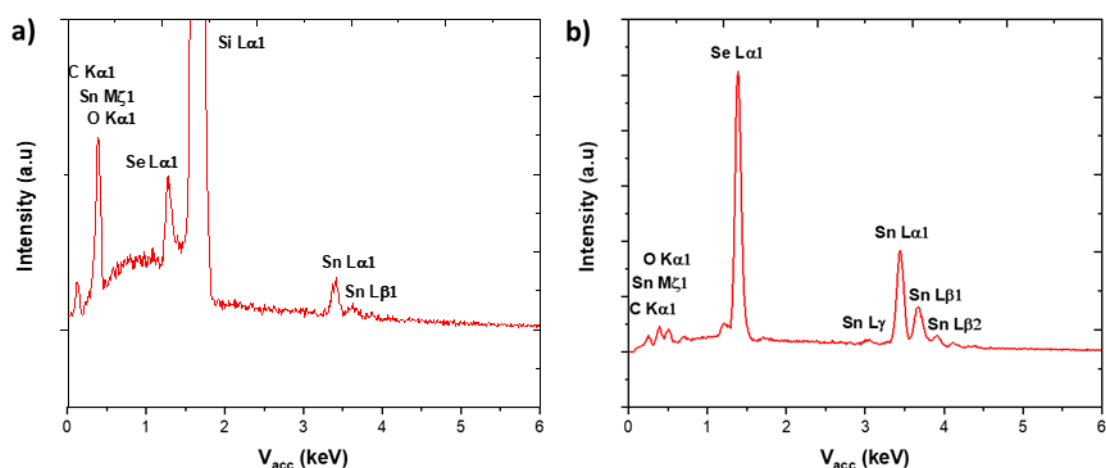 a)
C Kα1
Sn Mζ1
O Kα1
Se Lα1
Si Lα1
Sn Lα1
Sn Lβ1
Intensity (a.u)
0 1 2 3 4 5 6
V_acc (keV)
b)
Se Lα1
O Kα1
Sn Mζ1
C Kα1
Sn Lα1
Sn Lβ1
Sn Lγ
Sn Lβ2
Intensity (a.u)
0 1 2 3 4 5 6
V_acc (keV)